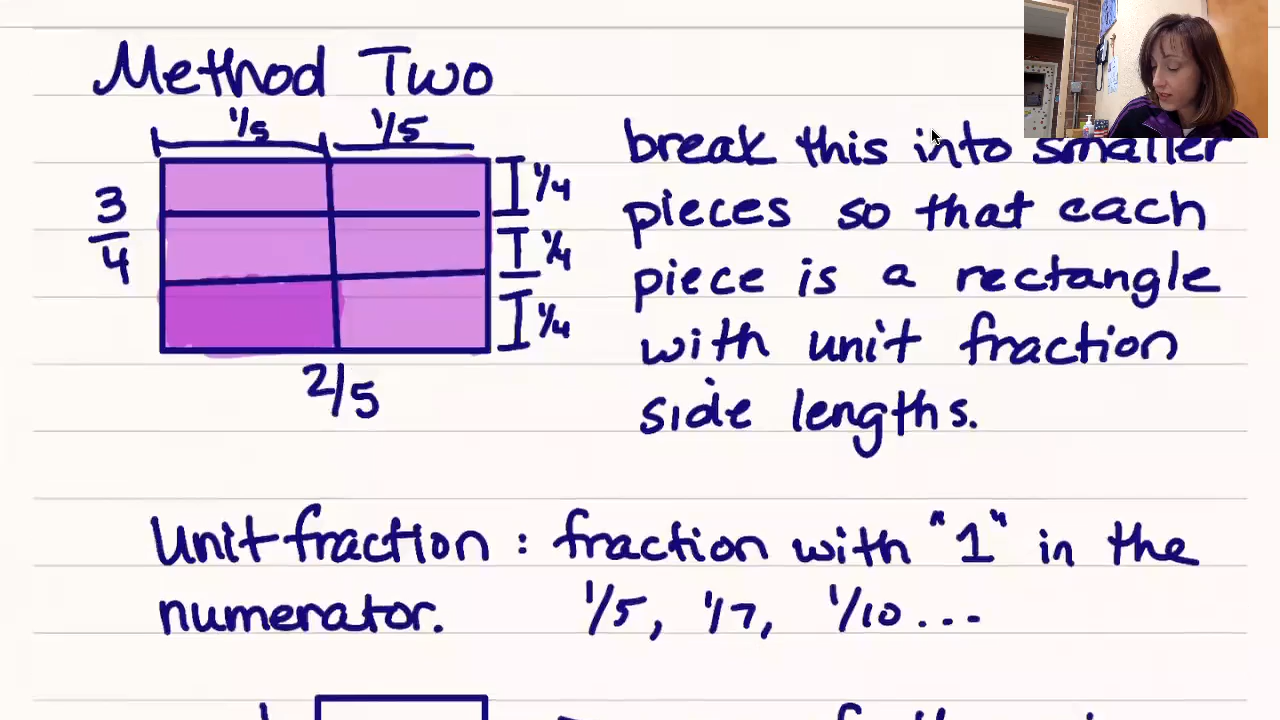 Method Two
1/5 1/5
3/4
1/4
1/4
1/4
2/5
break this into smaller
pieces so that each
piece is a rectangle
with unit fraction
side lengths.
Unit fraction : fraction with "1" in the
numerator. 1/5, 1/7, 1/10...